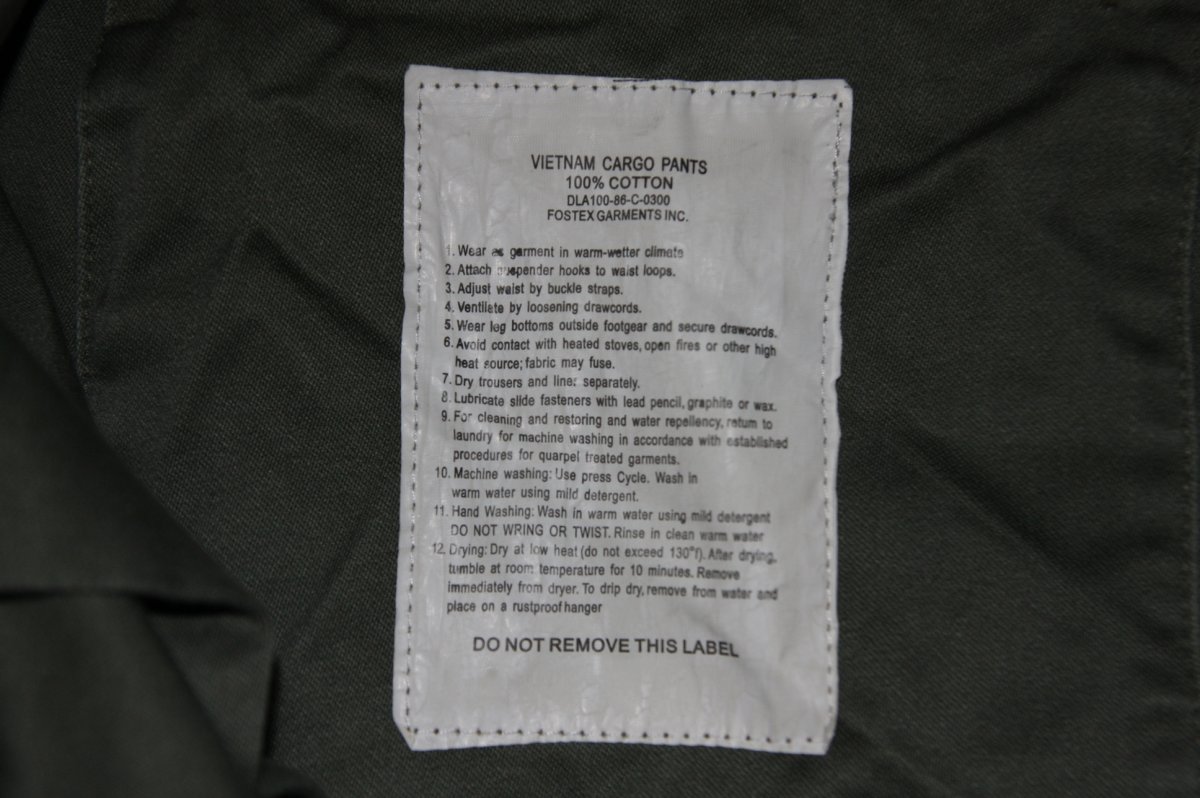 VIETNAM CARGO PANTS
100% COTTON
DLA100-86-C-0300
FOSTEX GARMENTS INC.
1. Wear as garment in warm-wetter climate
2. Attach suspender hooks to waist loops.
3. Adjust waist by buckle straps.
4. Ventilate by loosening drawcords.
5. Wear leg bottoms outside footgear and secure drawcords.
6. Avoid contact with heated stoves, open fires or other high
heat source; fabric may fuse.
7. Dry trousers and liner separately.
8. Lubricate slide fasteners with lead pencil, graphite or wax.
9. For cleaning and restoring and water repellency, return to
laundry for machine washing in accordance with established
procedures for quarpel treated garments.
10. Machine washing: Use press Cycle. Wash in
warm water using mild detergent.
11. Hand Washing: Wash in warm water using mild detergent
DO NOT WRING OR TWIST. Rinse in clean warm water
12. Drying: Dry at low heat (do not exceed 130°f). After drying,
tumble at room temperature for 10 minutes. Remove
immediately from dryer. To drip dry, remove from water and
place on a rustproof hanger
DO NOT REMOVE THIS LABEL